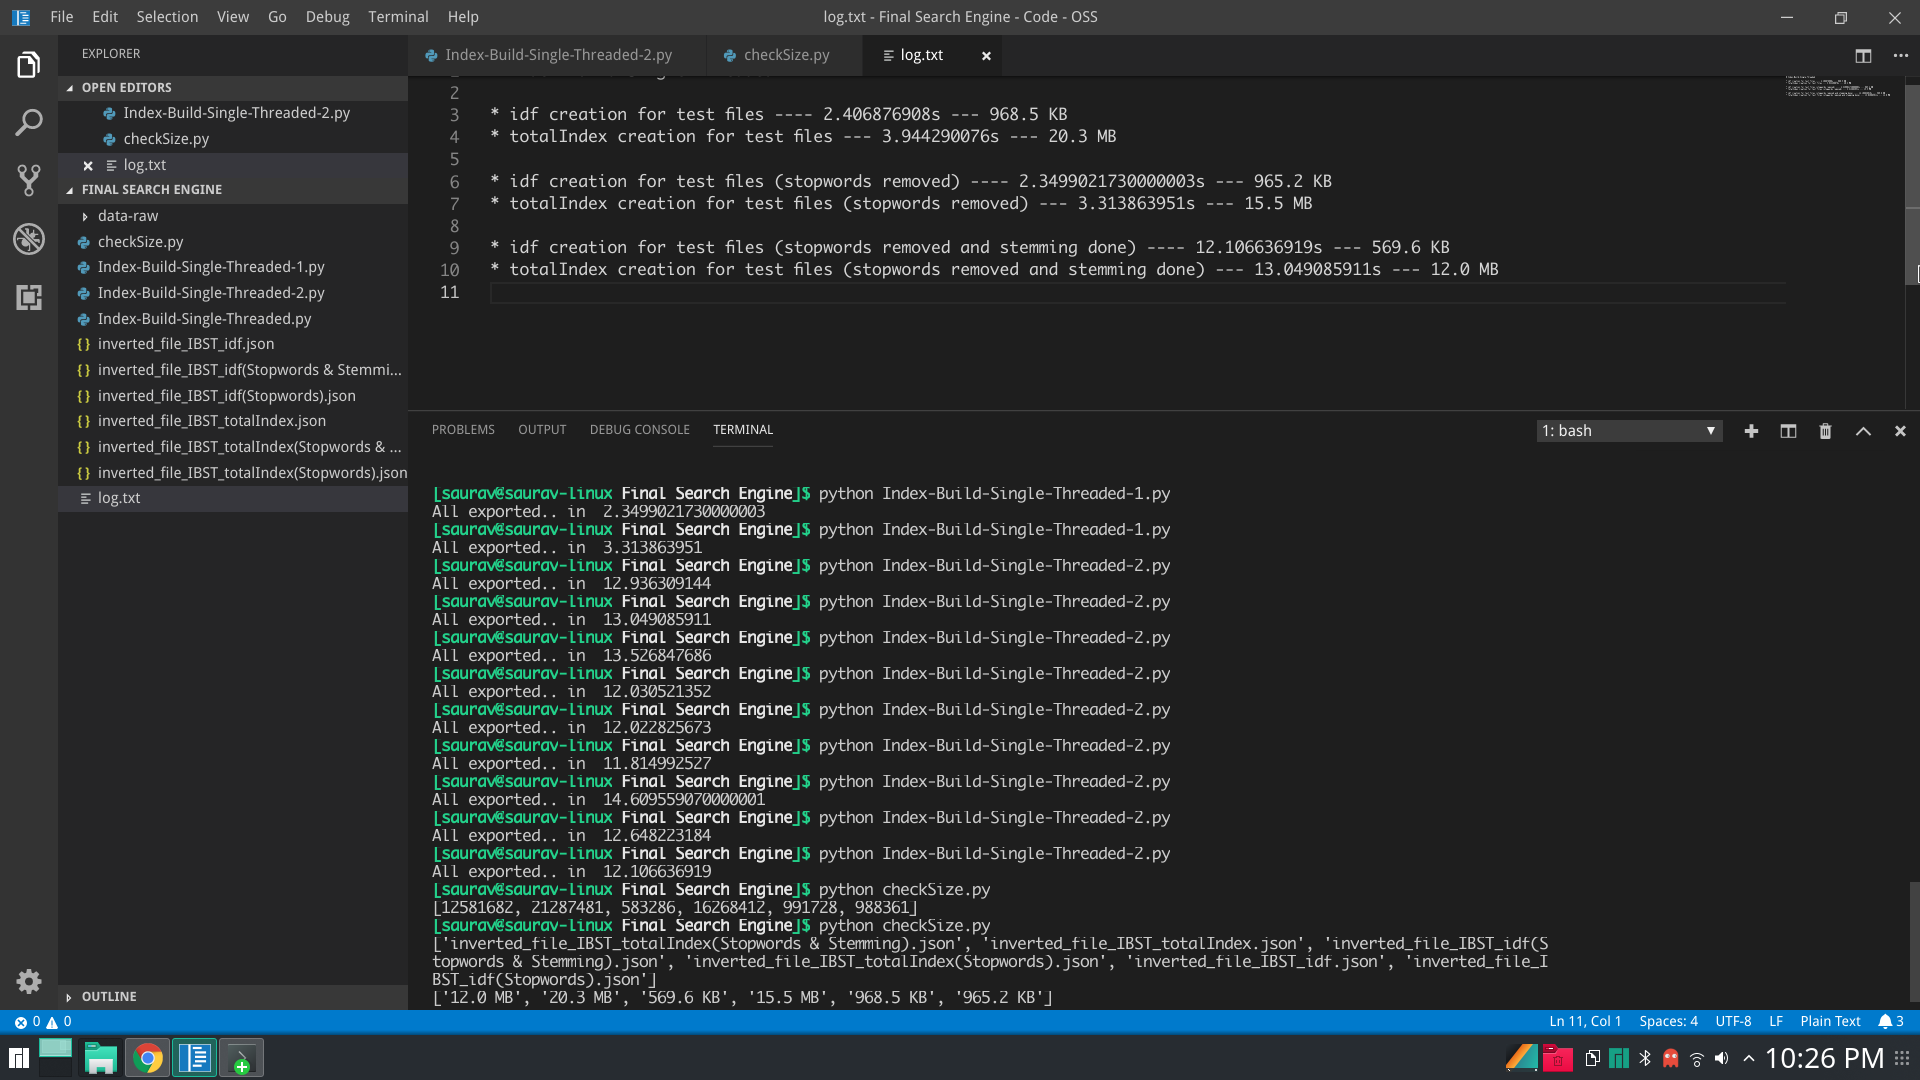 File Edit Selection View Go Debug Terminal Help
log.txt - Final Search Engine - Code - OSS
EXPLORER
OPEN EDITORS
Index-Build-Single-Threaded-2.py
checkSize.py
log.txt
FINAL SEARCH ENGINE
data-raw
checkSize.py
Index-Build-Single-Threaded-1.py
Index-Build-Single-Threaded-2.py
Index-Build-Single-Threaded.py
inverted_file_IBST_idf.json
inverted_file_IBST_idf(Stopwords & Stemmi...
inverted_file_IBST_idf(Stopwords).json
inverted_file_IBST_totalIndex.json
inverted_file_IBST_totalIndex(Stopwords & ...
inverted_file_IBST_totalIndex(Stopwords).json
log.txt
OUTLINE
Index-Build-Single-Threaded-2.py checkSize.py log.txt
2
3 * idf creation for test files ---- 2.406876908s --- 968.5 KB
4 * totalIndex creation for test files --- 3.944290076s --- 20.3 MB
5
6 * idf creation for test files (stopwords removed) ---- 2.3499021730000003s --- 965.2 KB
7 * totalIndex creation for test files (stopwords removed) --- 3.313863951s --- 15.5 MB
8
9 * idf creation for test files (stopwords removed and stemming done) ---- 12.106636919s --- 569.6 KB
10 * totalIndex creation for test files (stopwords removed and stemming done) --- 13.049085911s --- 12.0 MB
11
PROBLEMS OUTPUT DEBUG CONSOLE TERMINAL 1: bash
[saurav@saurav-linux Final Search Engine]$ python Index-Build-Single-Threaded-1.py
All exported.. in  2.3499021730000003
[saurav@saurav-linux Final Search Engine]$ python Index-Build-Single-Threaded-1.py
All exported.. in  3.313863951
[saurav@saurav-linux Final Search Engine]$ python Index-Build-Single-Threaded-2.py
All exported.. in  12.936309144
[saurav@saurav-linux Final Search Engine]$ python Index-Build-Single-Threaded-2.py
All exported.. in  13.049085911
[saurav@saurav-linux Final Search Engine]$ python Index-Build-Single-Threaded-2.py
All exported.. in  13.526847686
[saurav@saurav-linux Final Search Engine]$ python Index-Build-Single-Threaded-2.py
All exported.. in  12.030521352
[saurav@saurav-linux Final Search Engine]$ python Index-Build-Single-Threaded-2.py
All exported.. in  12.022825673
[saurav@saurav-linux Final Search Engine]$ python Index-Build-Single-Threaded-2.py
All exported.. in  11.814992527
[saurav@saurav-linux Final Search Engine]$ python Index-Build-Single-Threaded-2.py
All exported.. in  14.609559070000001
[saurav@saurav-linux Final Search Engine]$ python Index-Build-Single-Threaded-2.py
All exported.. in  12.648223184
[saurav@saurav-linux Final Search Engine]$ python Index-Build-Single-Threaded-2.py
All exported.. in  12.106636919
[saurav@saurav-linux Final Search Engine]$ python checkSize.py
[12581682, 21287481, 583286, 16268412, 991728, 988361]
[saurav@saurav-linux Final Search Engine]$ python checkSize.py
['inverted_file_IBST_totalIndex(Stopwords & Stemming).json', 'inverted_file_IBST_totalIndex.json', 'inverted_file_IBST_idf(S
topwords & Stemming).json', 'inverted_file_IBST_totalIndex(Stopwords).json', 'inverted_file_IBST_idf.json', 'inverted_file_I
BST_idf(Stopwords).json']
['12.0 MB', '20.3 MB', '569.6 KB', '15.5 MB', '968.5 KB', '965.2 KB']
0 0 Ln 11, Col 1 Spaces: 4 UTF-8 LF Plain Text 3
10:26 PM